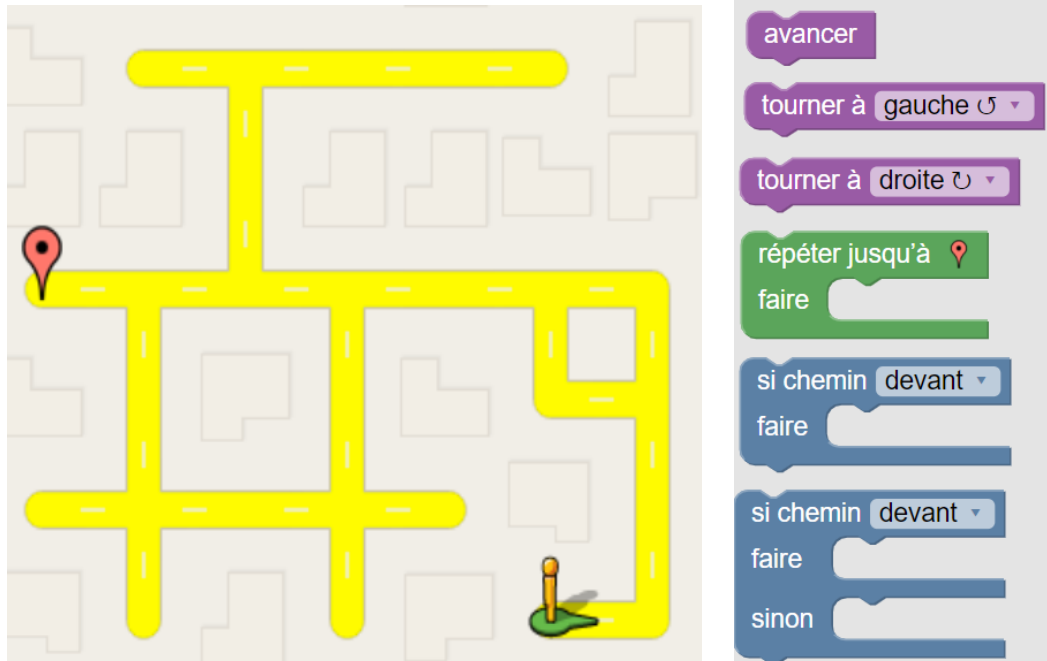 avancer
tourner à gauche ↺
tourner à droite ↻
répéter jusqu'à
faire
si chemin devant
faire
si chemin devant
faire
sinon